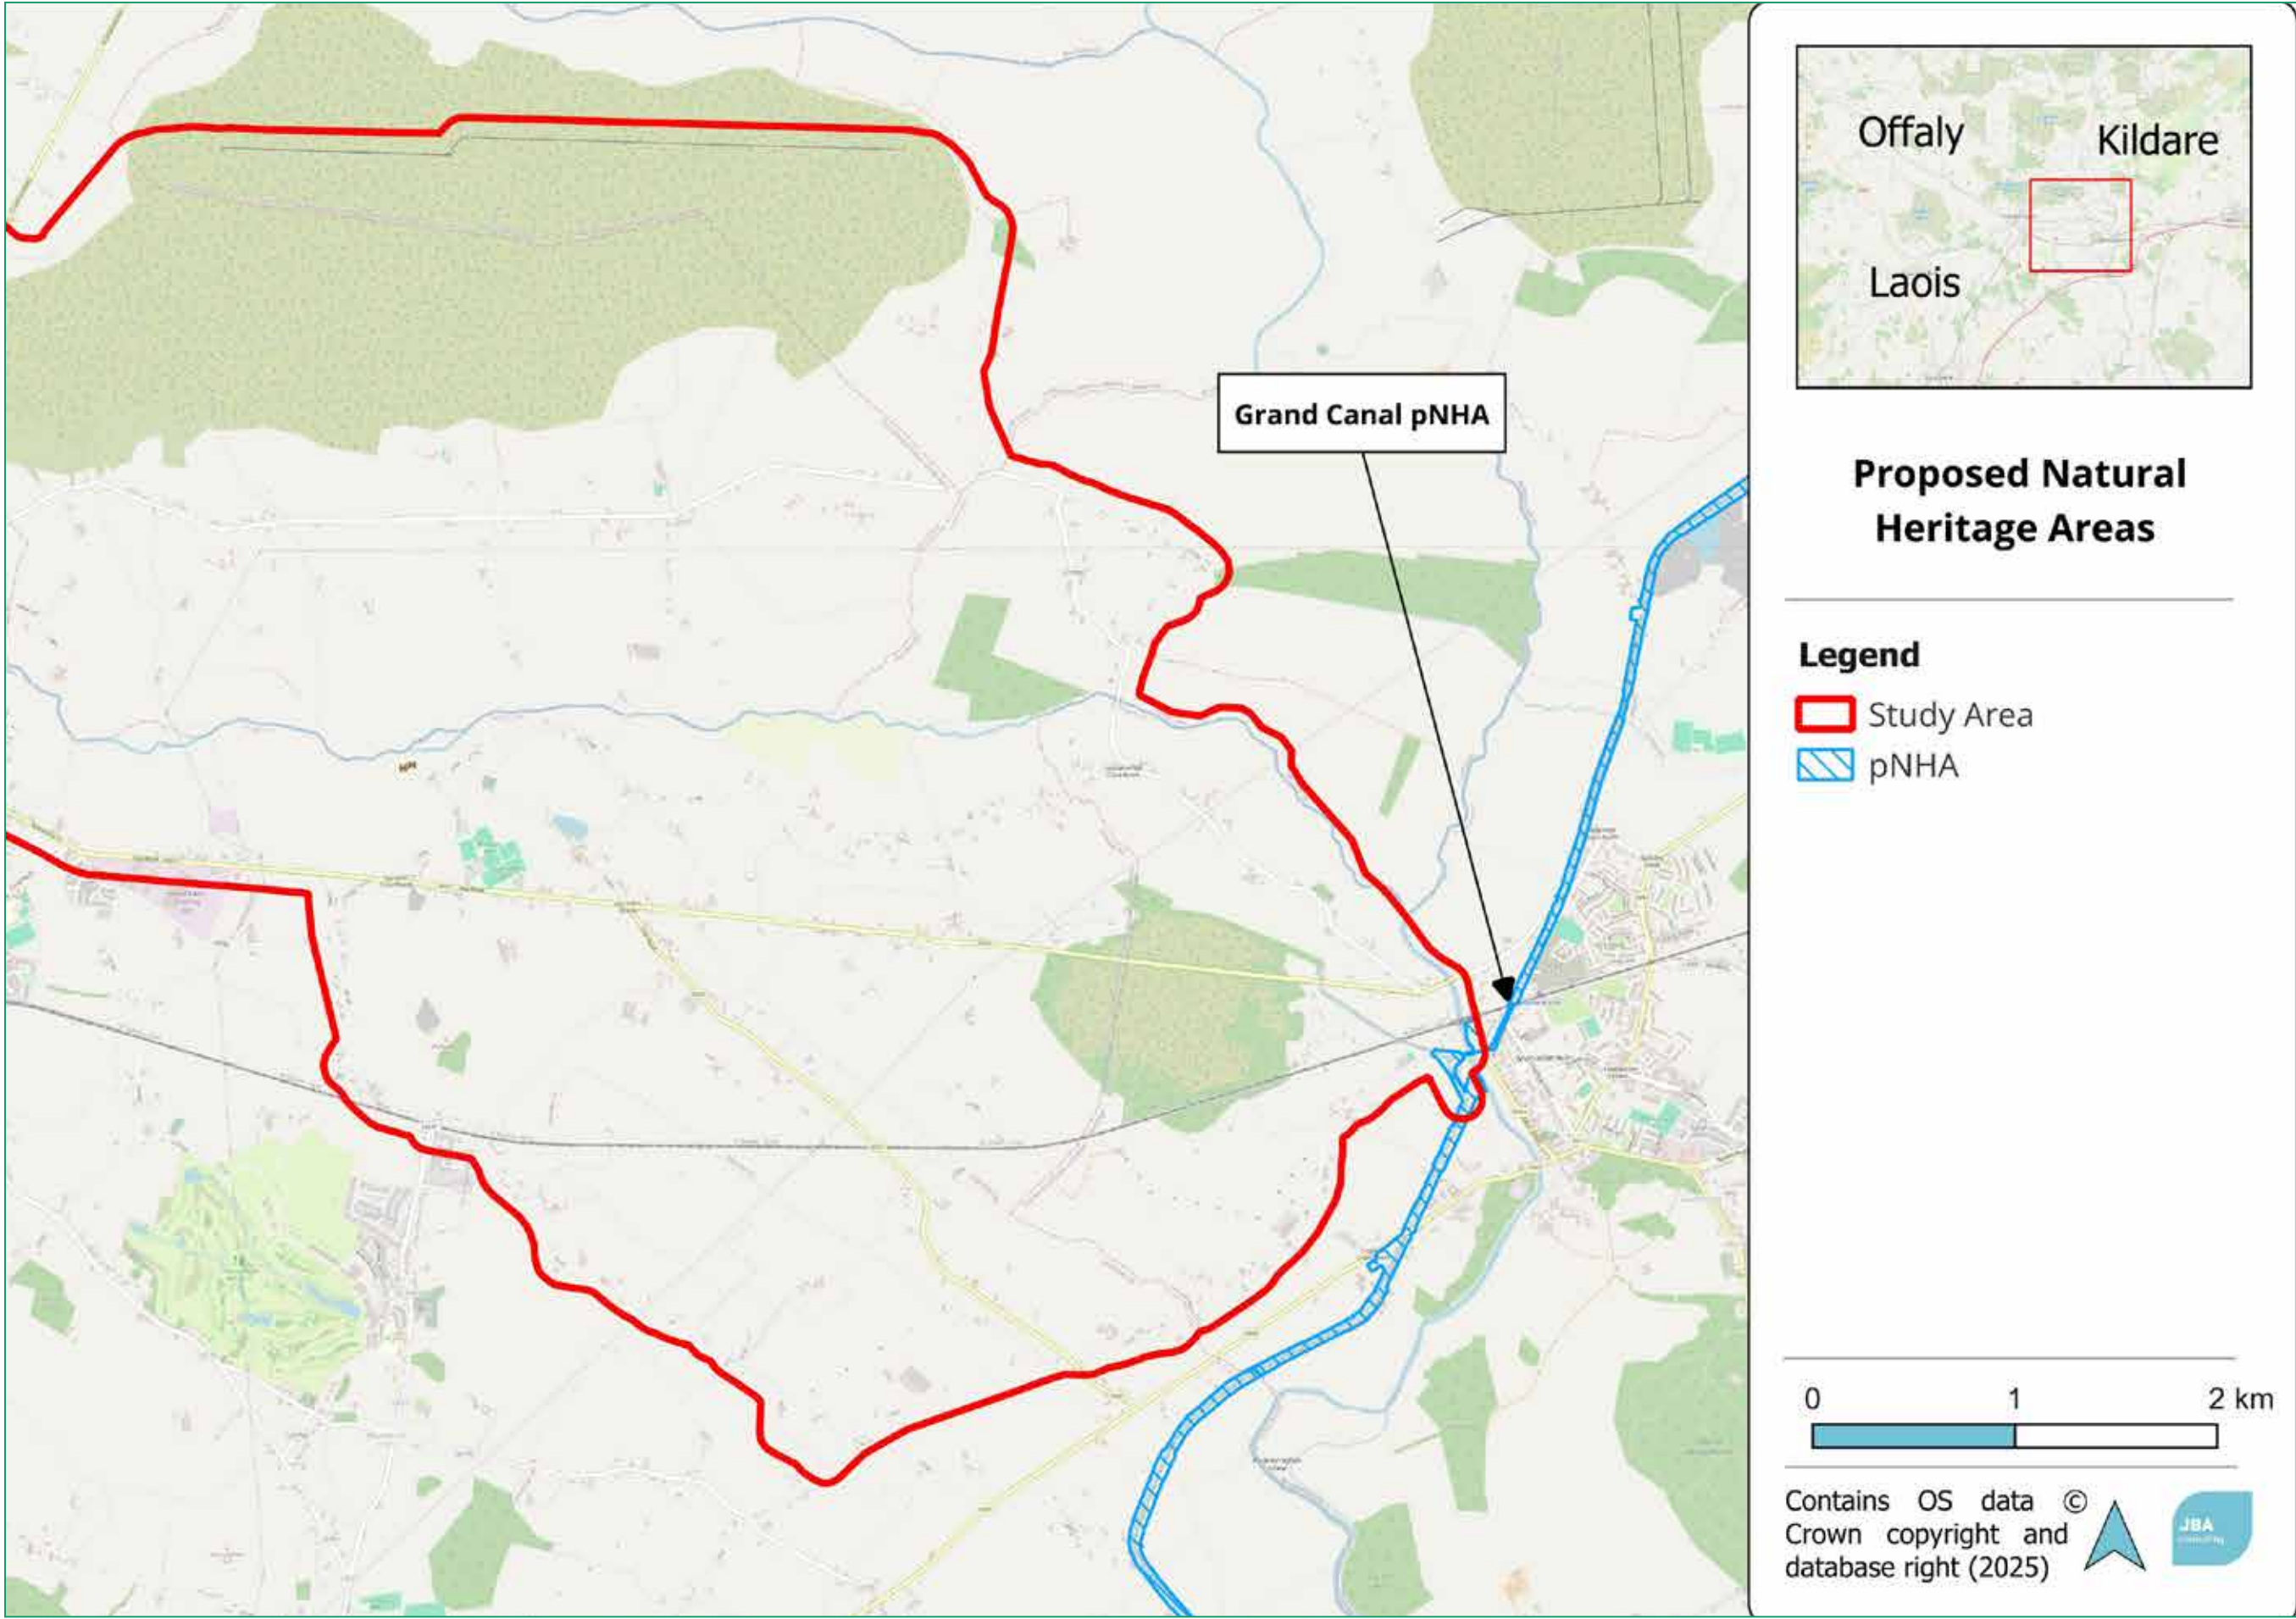 Grand Canal pNHA
Offaly
Kildare
Laois
Proposed Natural
Heritage Areas
Legend
Study Area
pNHA
0 1 2 km
Contains OS data ©
Crown copyright and
database right (2025)
JBA
consulting